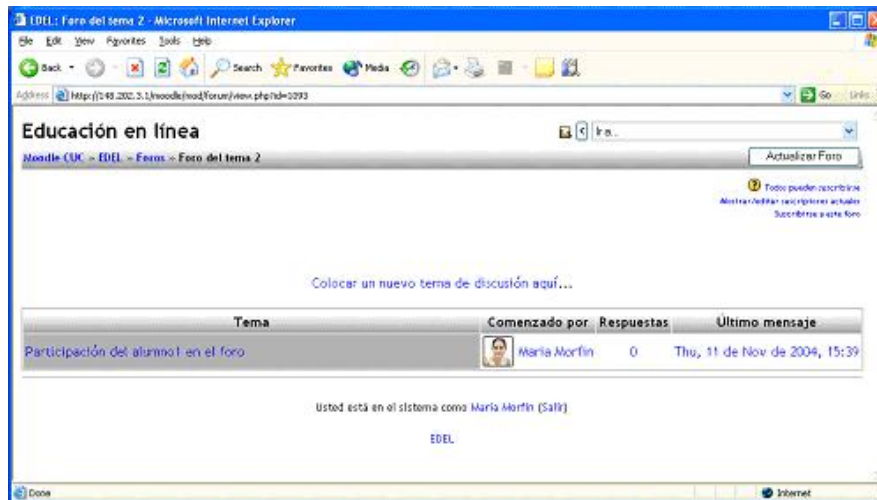 EDEL: Foro del tema 2 - Microsoft Internet Explorer
File Edit View Favorites Tools Help
Back Search Favorites Media
Address http://148.202.3.1/moodle/mod/forum/view.php?id=1093 Go Links
Educación en línea
Ir a...
Moodle CUC » EDEL » Foros » Foro del tema 2
Actualizar Foro
Todos pueden suscribirse
Mostrar/editar suscriptores actuales
Suscribirse a este foro
Colocar un nuevo tema de discusión aquí...
Tema Comenzado por Respuestas Último mensaje
Participación del alumno1 en el foro Maria Morfin 0 Thu, 11 de Nov de 2004, 15:39
Usted está en el sistema como Maria Morfin (Salir)
EDEL
Done Internet